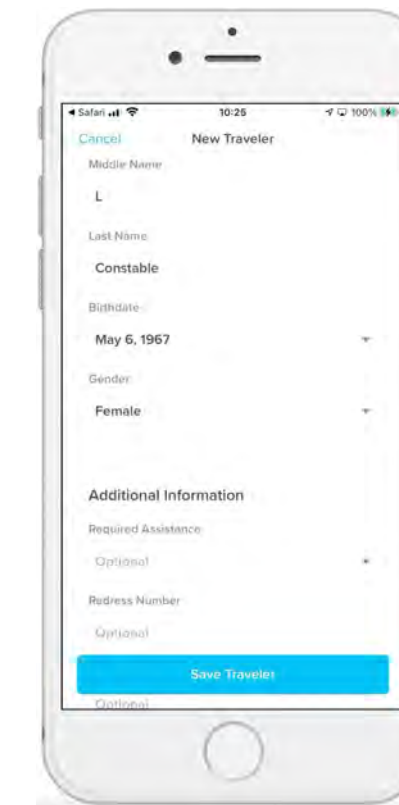 Safari
10:25
100%
Cancel
New Traveler
Middle Name
L
Last Name
Constable
Birthdate
May 6, 1967
Gender
Female
Additional Information
Required Assistance
Optional
Redress Number
Optional
Save Traveler
Optional